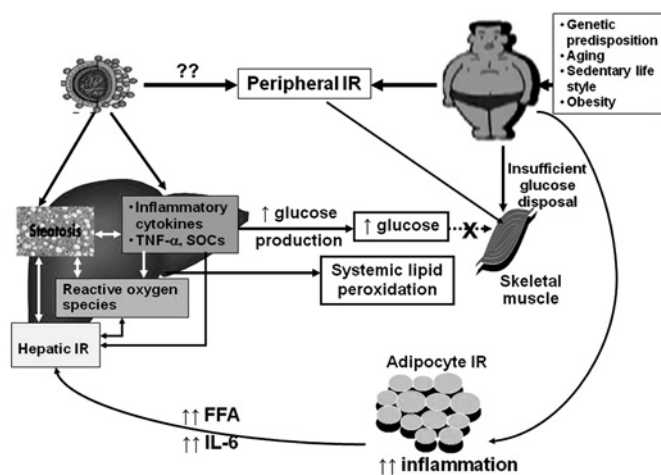 ??
Peripheral IR
• Genetic
predisposition
• Aging
• Sedentary life
style
• Obesity
Insufficient
glucose
disposal
Steatosis
• Inflammatory
cytokines
• TNF-α, SOCs
↑ glucose
production
↑ glucose
X
Skeletal
muscle
Systemic lipid
peroxidation
Reactive oxygen
species
Hepatic IR
Adipocyte IR
↑↑ FFA
↑↑ IL-6
↑↑ inflammation